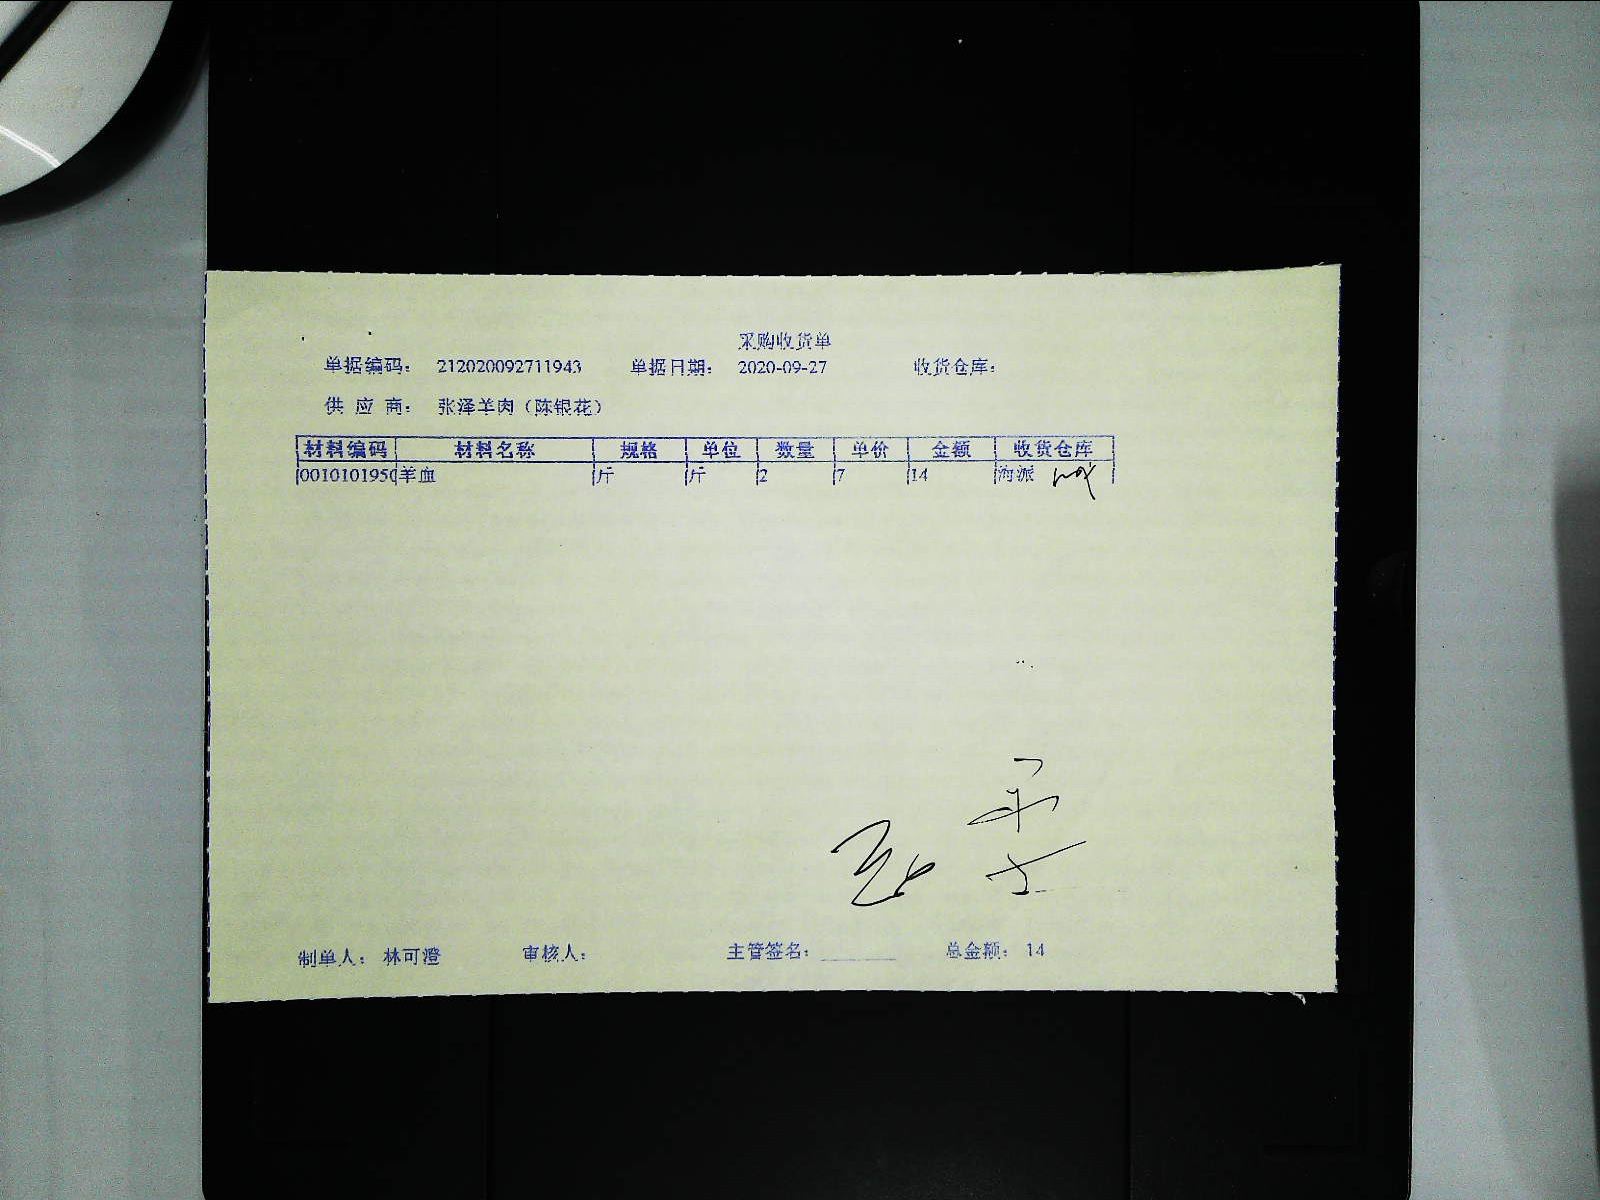 采购收货单
单据编码： 212020092711943 单据日期： 2020-09-27 收货仓库：
供 应 商： 张泽羊肉（陈银花）
材料编码 材料名称 规格 单位 数量 单价 金额 收货仓库
0010101950 羊血 斤 斤 2 7 14 海派
制单人： 林可澄 审核人： 主管签名： 总金额： 14